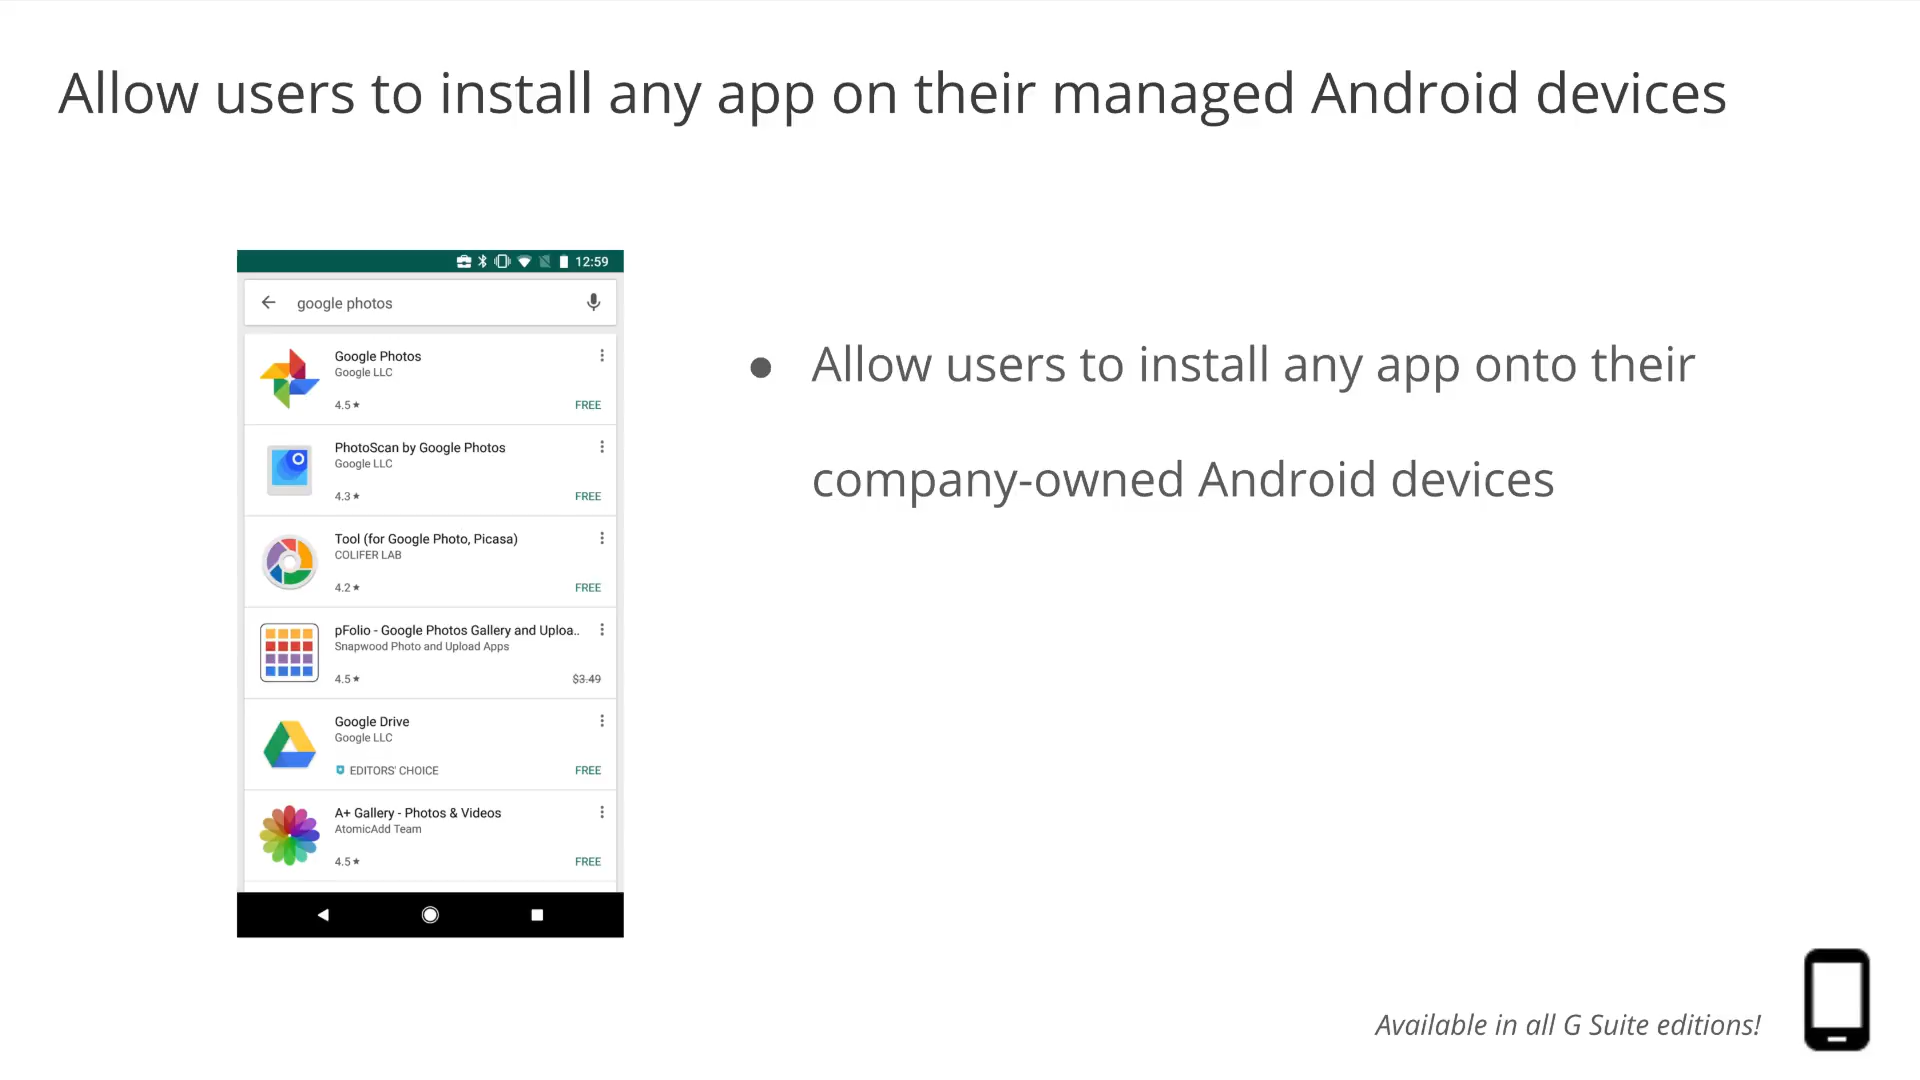 Allow users to install any app on their managed Android devices
12:59
google photos
Google Photos
Google LLC
4.5★ FREE
PhotoScan by Google Photos
Google LLC
4.3★ FREE
Tool (for Google Photo, Picasa)
COLIFER LAB
4.2★ FREE
pFolio - Google Photos Gallery and Uploa..
Snapwood Photo and Upload Apps
4.5★ $3.49
Google Drive
Google LLC
EDITORS' CHOICE FREE
A+ Gallery - Photos & Videos
AtomicAdd Team
4.5★ FREE
● Allow users to install any app onto their
company-owned Android devices
Available in all G Suite editions!